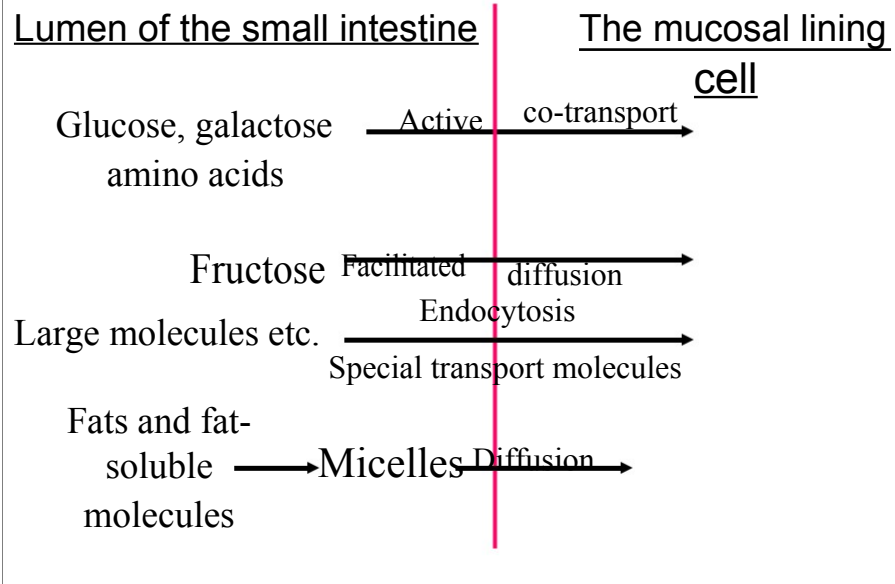 Lumen of the small intestine
The mucosal lining
cell
Glucose, galactose
amino acids
Active co-transport
Fructose Facilitated diffusion
Endocytosis
Large molecules etc.
Special transport molecules
Fats and fat-
soluble
molecules
Micelles Diffusion